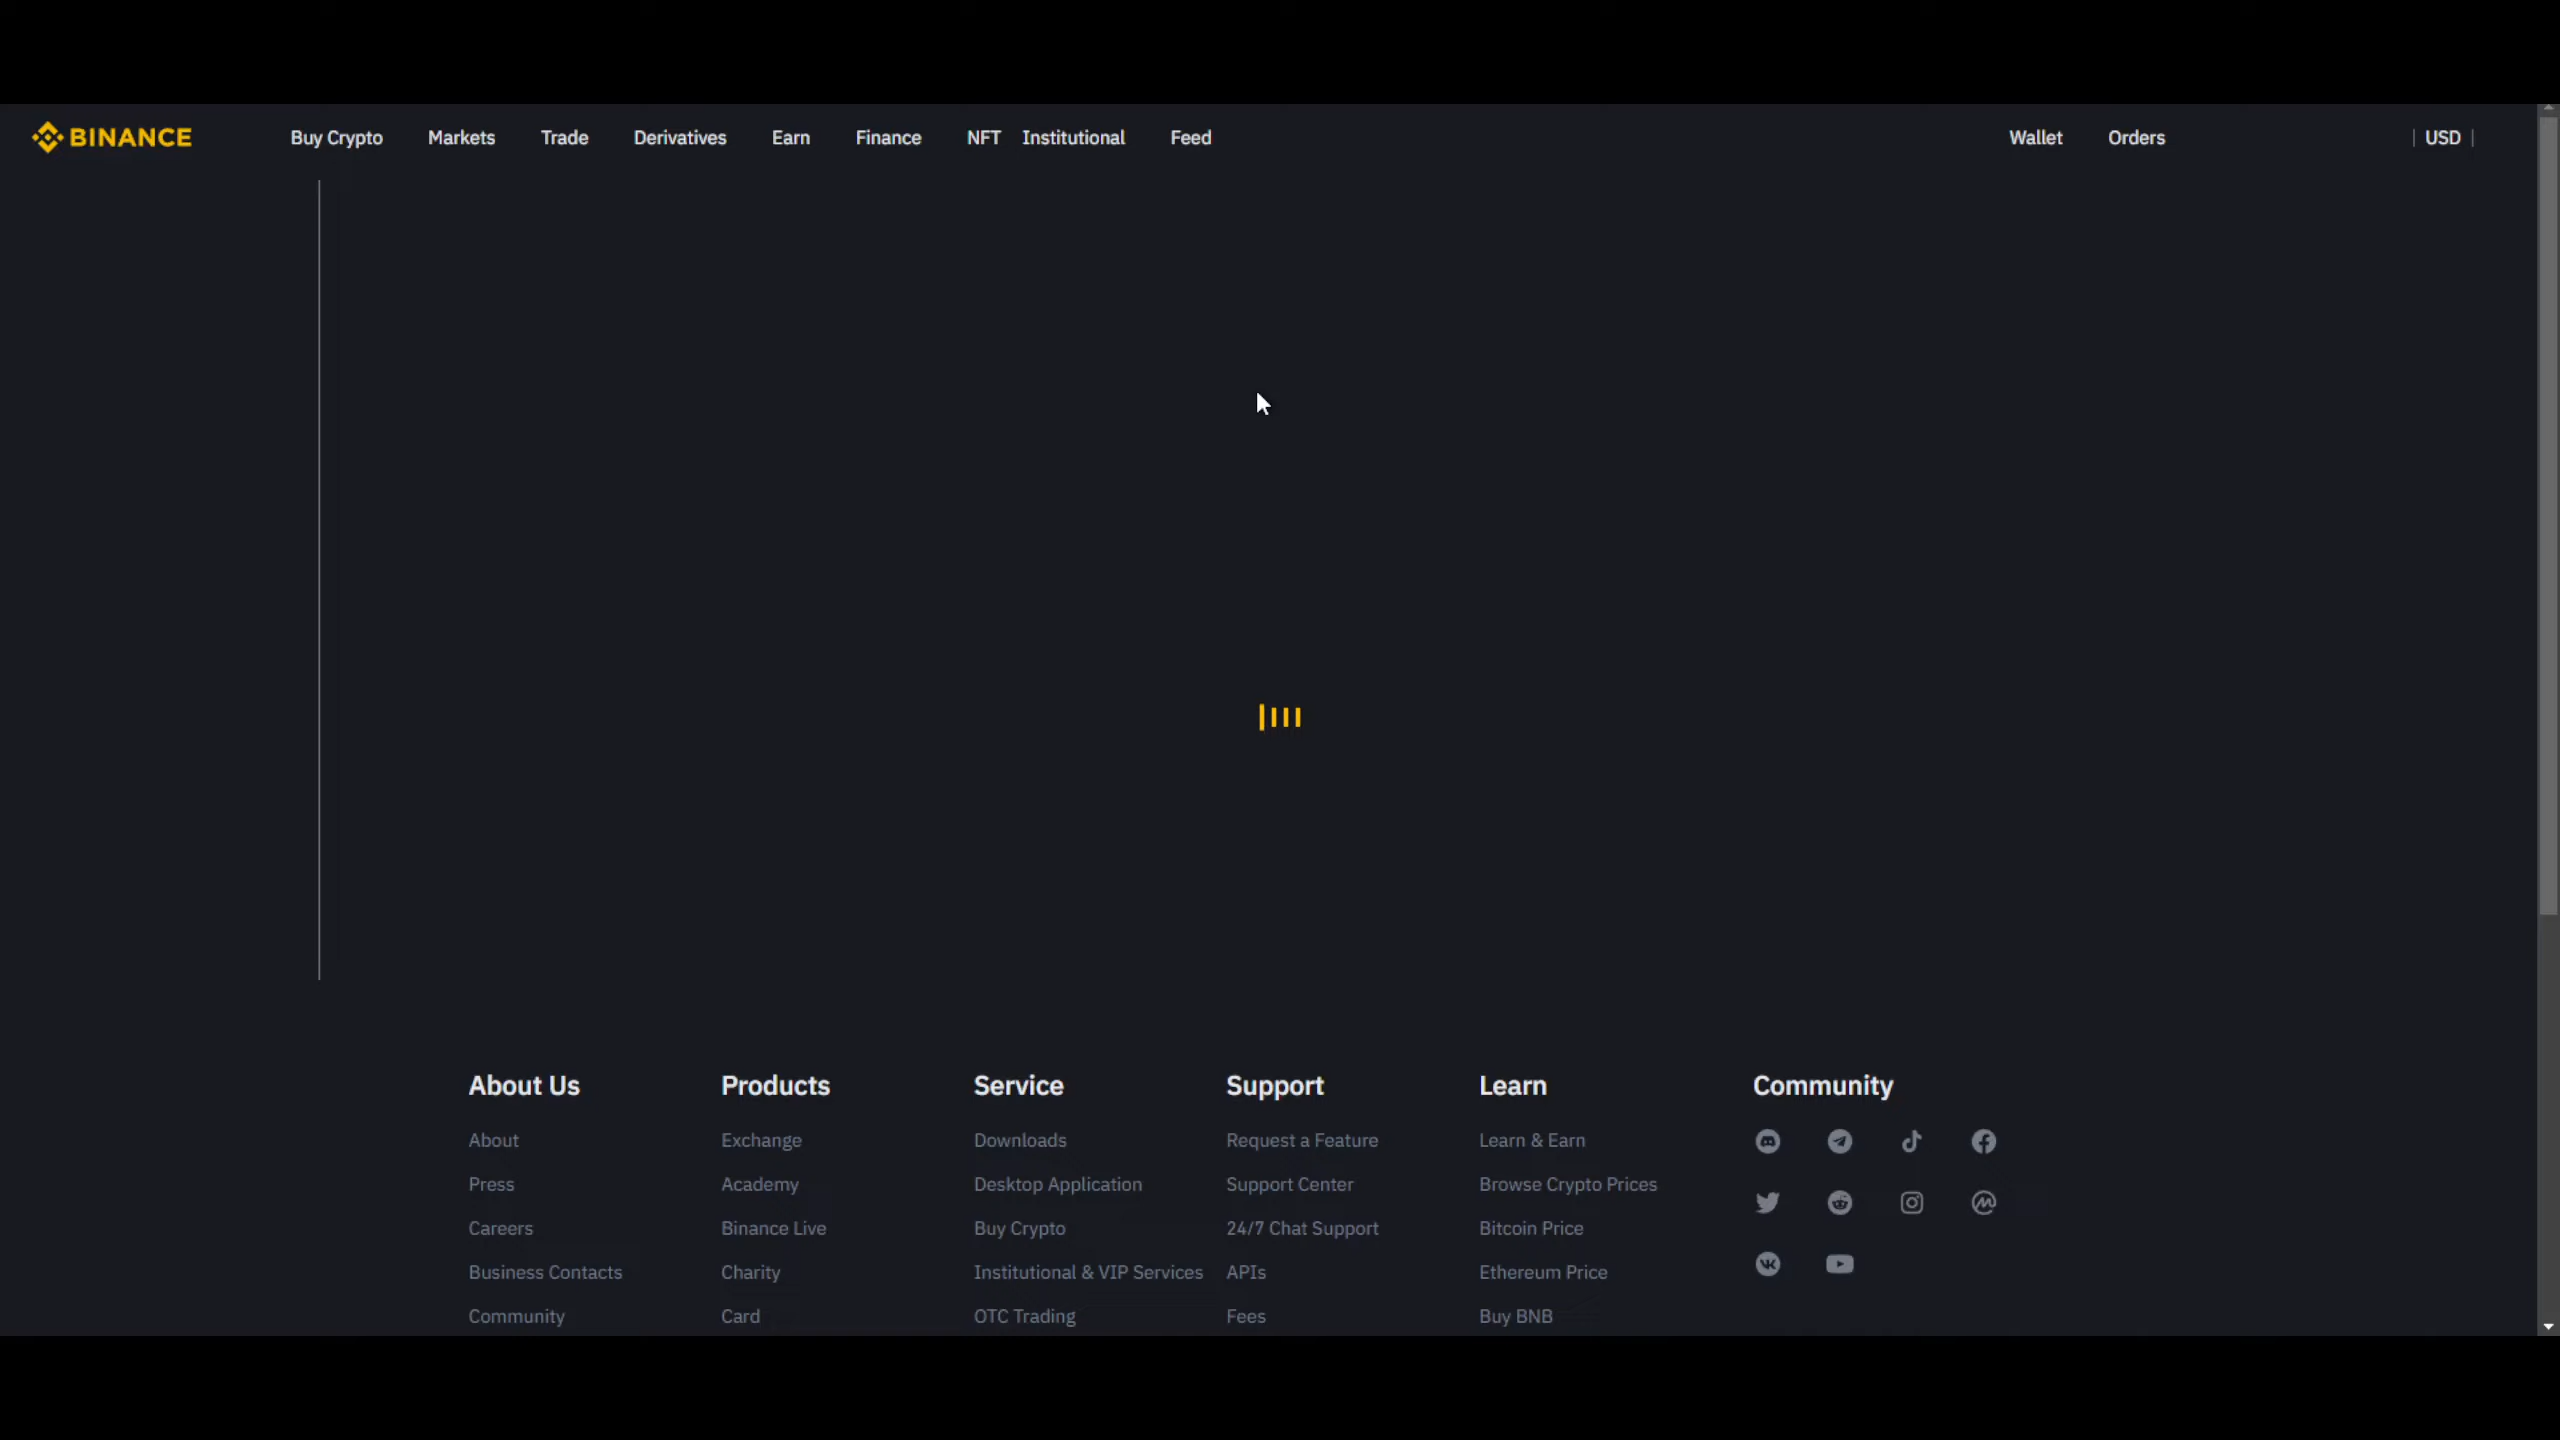 BINANCE Buy Crypto Markets Trade Derivatives Earn Finance NFT Institutional Feed Wallet Orders | USD |
About Us Products Service Support Learn Community
About Exchange Downloads Request a Feature Learn & Earn
Press Academy Desktop Application Support Center Browse Crypto Prices
Careers Binance Live Buy Crypto 24/7 Chat Support Bitcoin Price
Business Contacts Charity Institutional & VIP Services APIs Ethereum Price
Community Card OTC Trading Fees Buy BNB